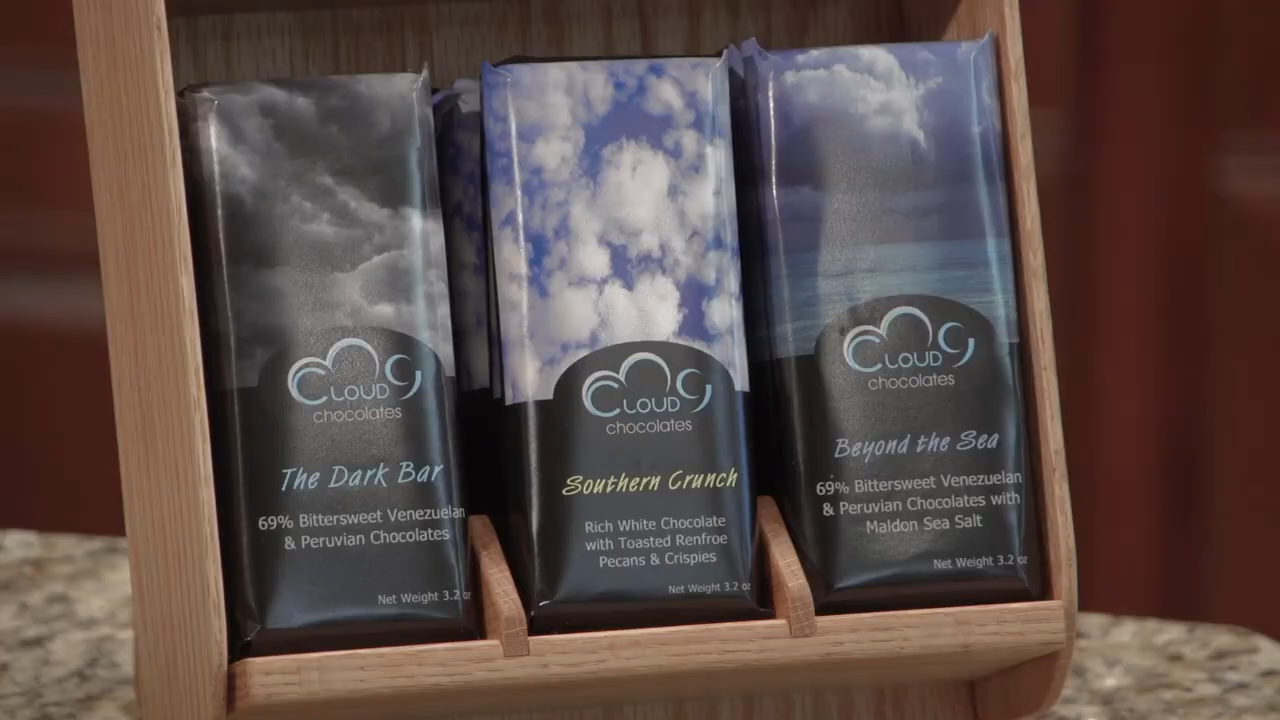 CLOUD 9
chocolates
The Dark Bar
69% Bittersweet Venezuelan
& Peruvian Chocolates
Net Weight 3.2 oz
CLOUD 9
chocolates
Southern Crunch
Rich White Chocolate
with Toasted Renfroe
Pecans & Crispies
Net Weight 3.2 oz
CLOUD 9
chocolates
Beyond the Sea
69% Bittersweet Venezuelan
& Peruvian Chocolates with
Maldon Sea Salt
Net Weight 3.2 oz